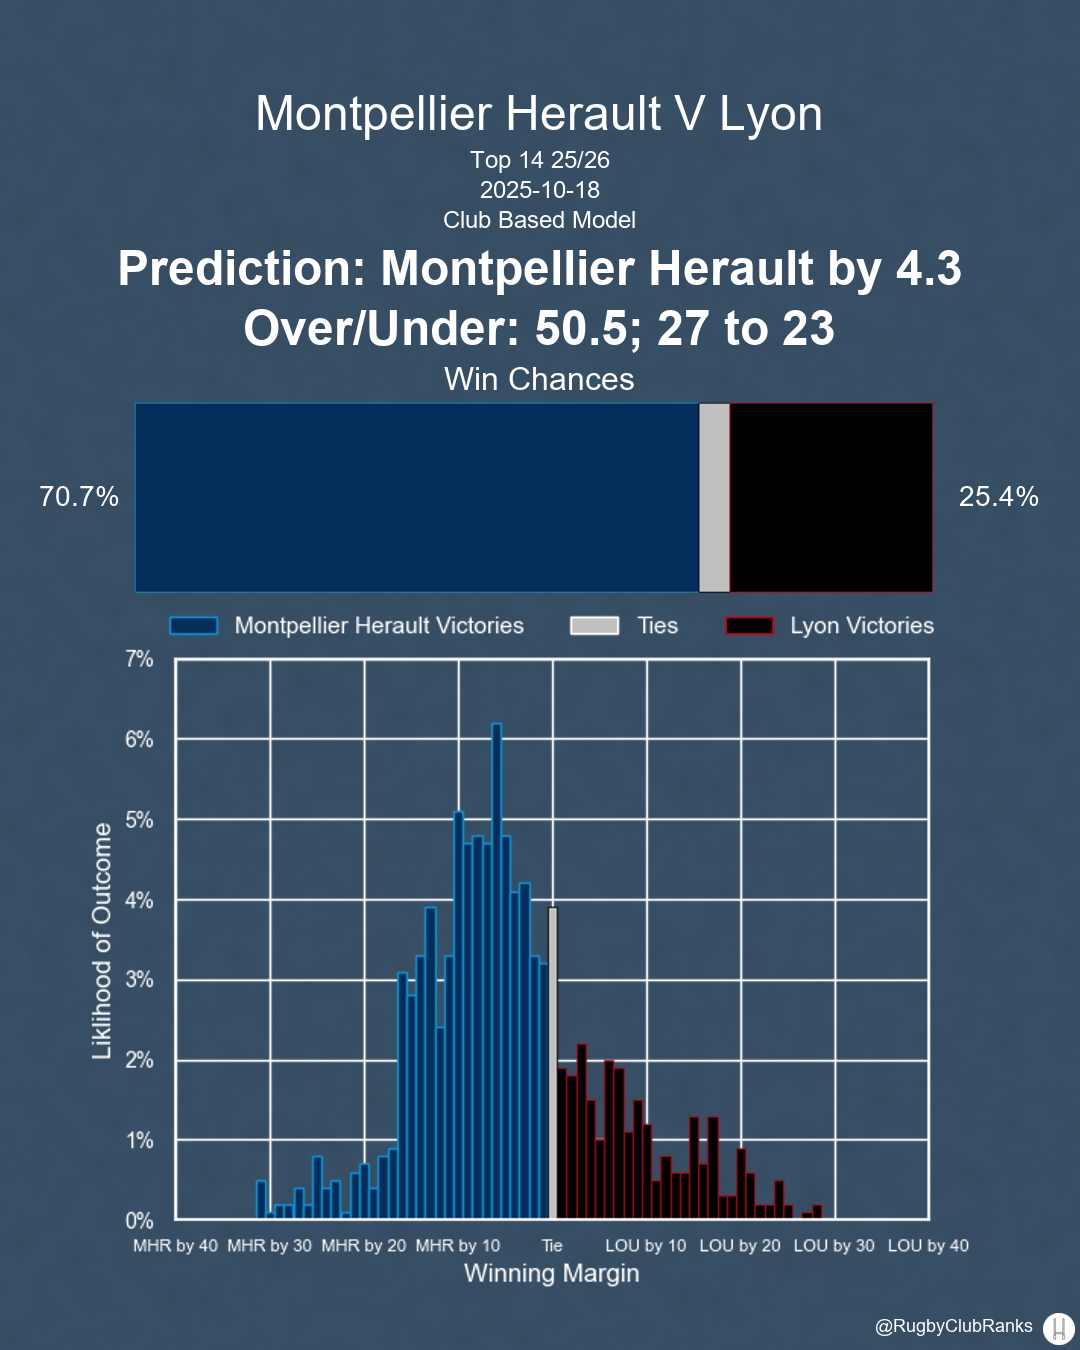 Montpellier Herault V Lyon
Top 14 25/26
2025-10-18
Club Based Model
Prediction: Montpellier Herault by 4.3
Over/Under: 50.5; 27 to 23
Win Chances
70.7%
25.4%
Montpellier Herault Victories
Ties
Lyon Victories
7%
6%
5%
4%
3%
2%
1%
0%
Liklihood of Outcome
MHR by 40 MHR by 30 MHR by 20 MHR by 10 Tie LOU by 10 LOU by 20 LOU by 30 LOU by 40
Winning Margin
@RugbyClubRanks